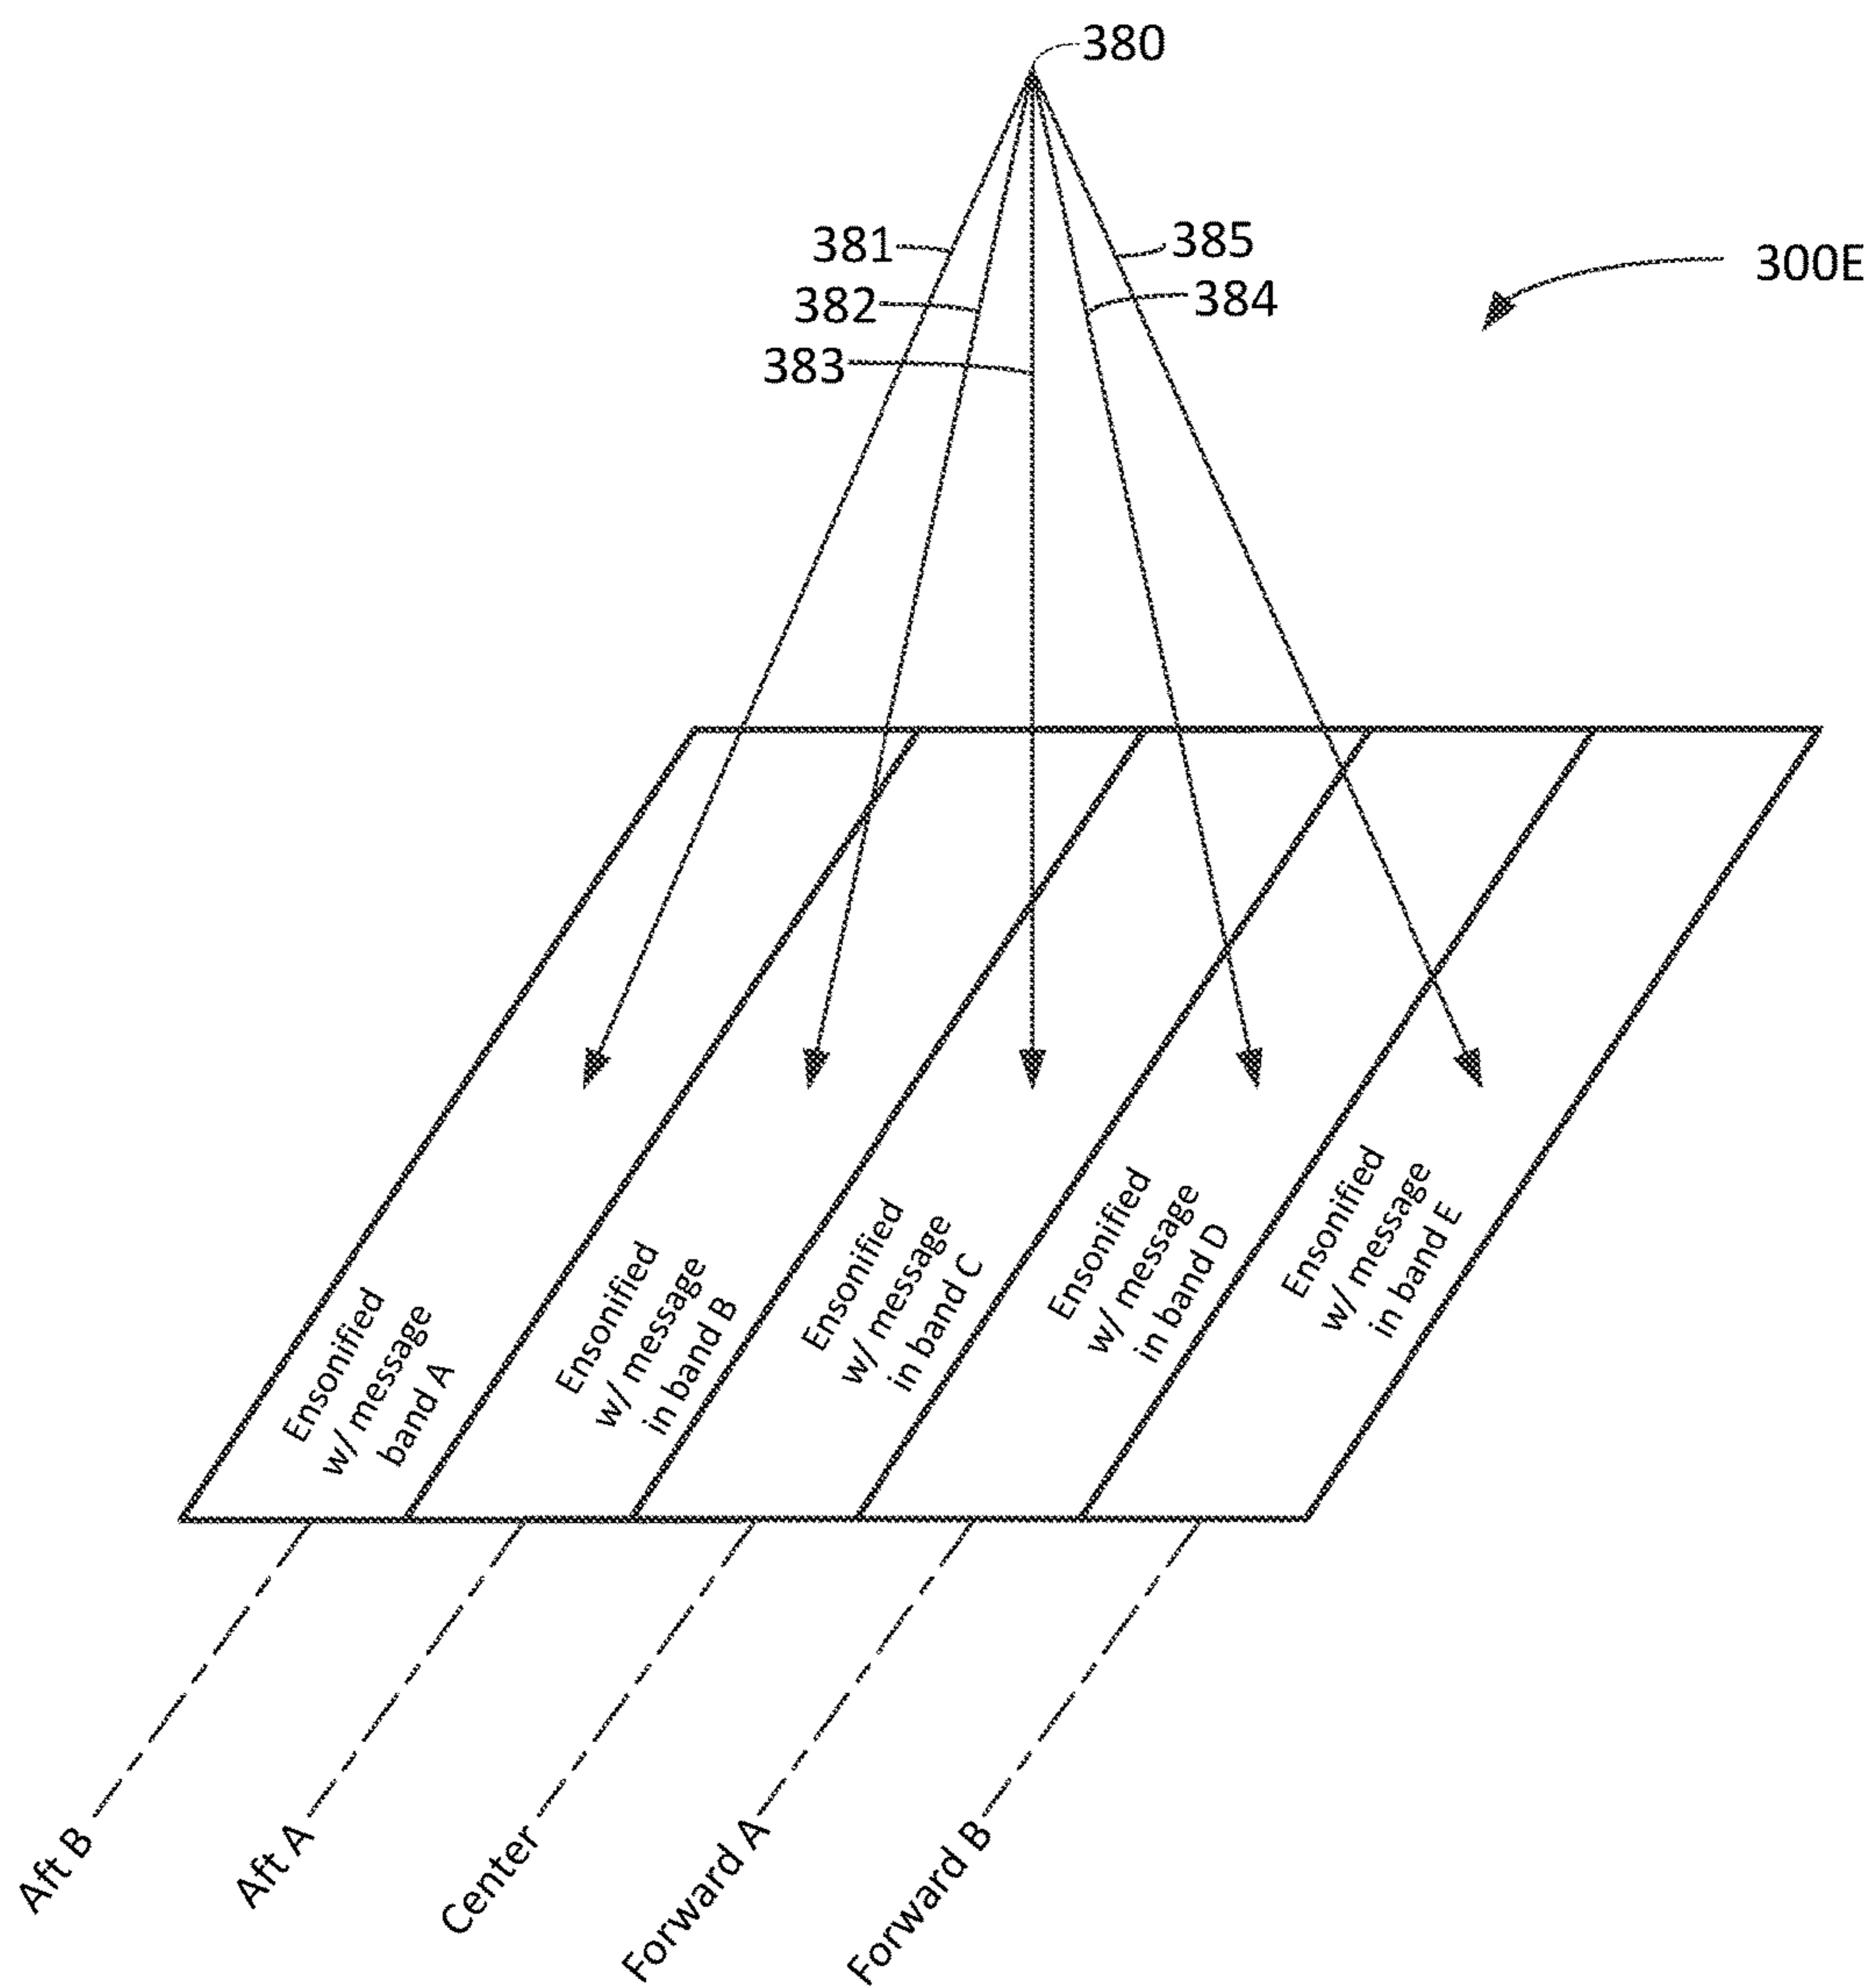 380
381
385
300E
382
384
383
Ensonified
w/ message
band A
Ensonified
w/ message
in band B
Ensonified
w/ message
in band C
Ensonified
w/ message
in band D
Ensonified
w/ message
in band E
Aft B
Aft A
Center
Forward A
Forward B